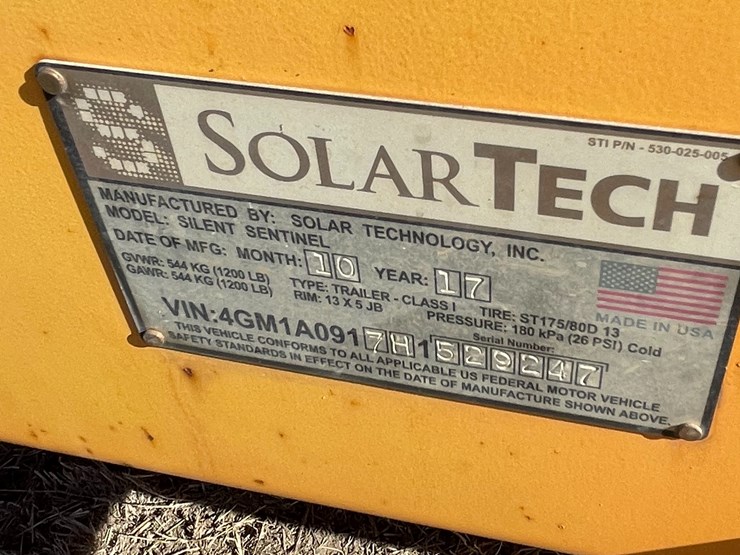 STI P/N - 530-025-005
SOLARTECH
MANUFACTURED BY: SOLAR TECHNOLOGY, INC.
MODEL: SILENT SENTINEL
DATE OF MFG: MONTH: 10 YEAR: 17
GVWR: 544 KG (1200 LB) TYPE: TRAILER - CLASS I TIRE: ST175/80D 13
GAWR: 544 KG (1200 LB) RIM: 13 X 5 JB PRESSURE: 180 kPa (26 PSI) Cold
MADE IN USA
Serial Number:
VIN:4GM1A0917H1529247
THIS VEHICLE CONFORMS TO ALL APPLICABLE US FEDERAL MOTOR VEHICLE
SAFETY STANDARDS IN EFFECT ON THE DATE OF MANUFACTURE SHOWN ABOVE.